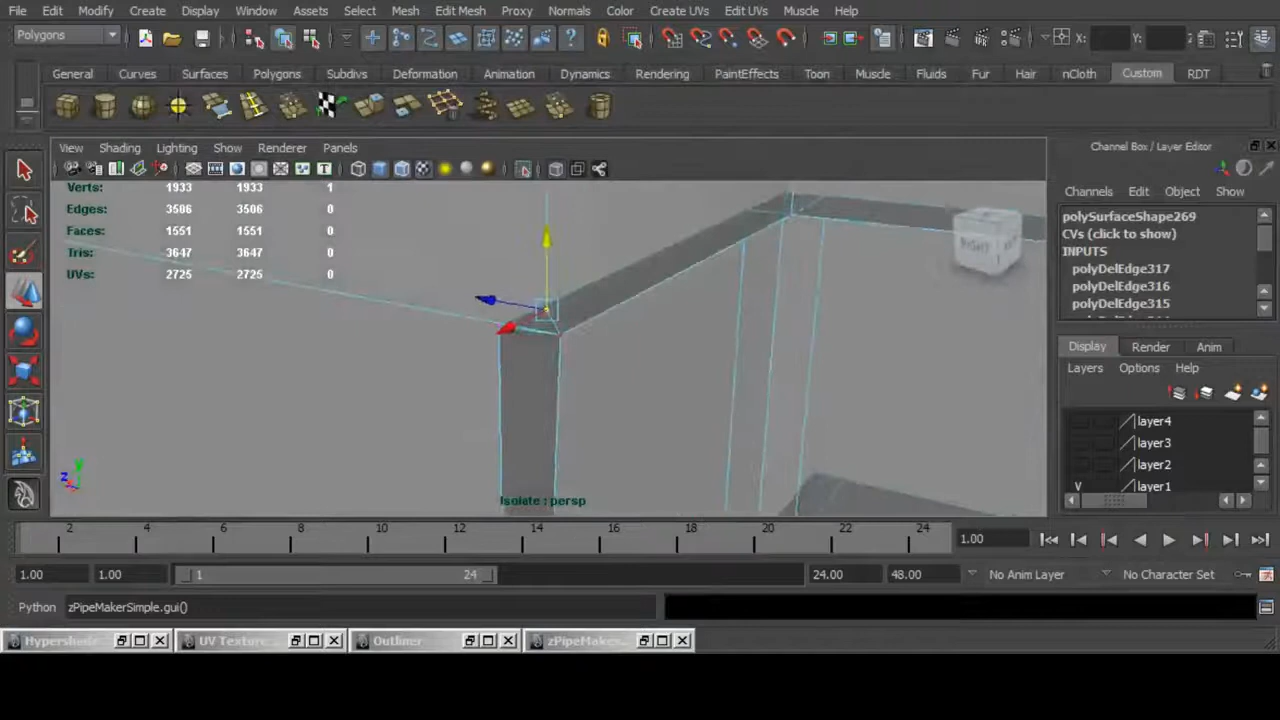 File Edit Modify Create Display Window Assets Select Mesh Edit Mesh Proxy Normals Color Create UVs Edit UVs Muscle Help
Polygons X: Y: Z:
General Curves Surfaces Polygons Subdivs Deformation Animation Dynamics Rendering PaintEffects Toon Muscle Fluids Fur Hair nCloth Custom RDT
View Shading Lighting Show Renderer Panels
Verts: 1933 1933 1
Edges: 3506 3506 0
Faces: 1551 1551 0
Tris: 3647 3647 0
UVs: 2725 2725 0
RIGHT
y
z
Isolate : persp
Channel Box / Layer Editor
Channels Edit Object Show
polySurfaceShape269
CVs (click to show)
INPUTS
polyDelEdge317
polyDelEdge316
polyDelEdge315
Display Render Anim
Layers Options Help
layer4
layer3
layer2
V layer1
2 4 6 8 10 12 14 16 18 20 22 24 1.00
1.00 1.00 1 24 24.00 48.00 No Anim Layer No Character Set
Python zPipeMakerSimple.gui()
Hypershade UV Texture... Outliner zPipeMaker...